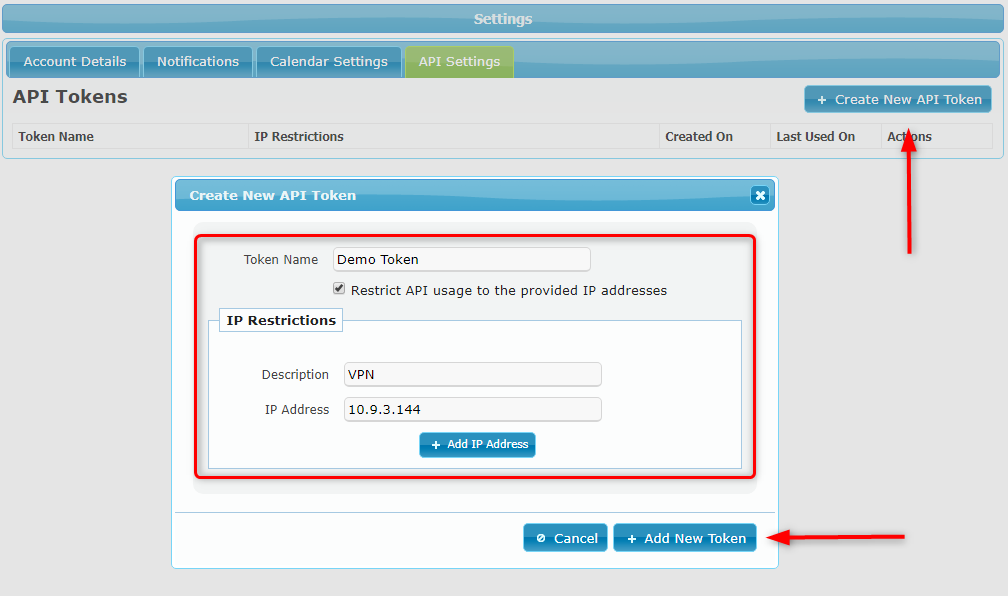 Settings
Account Details Notifications Calendar Settings API Settings
API Tokens
+ Create New API Token
Token Name IP Restrictions Created On Last Used On Actions
Create New API Token
Token Name Demo Token
Restrict API usage to the provided IP addresses
IP Restrictions
Description VPN
IP Address 10.9.3.144
+ Add IP Address
Cancel + Add New Token